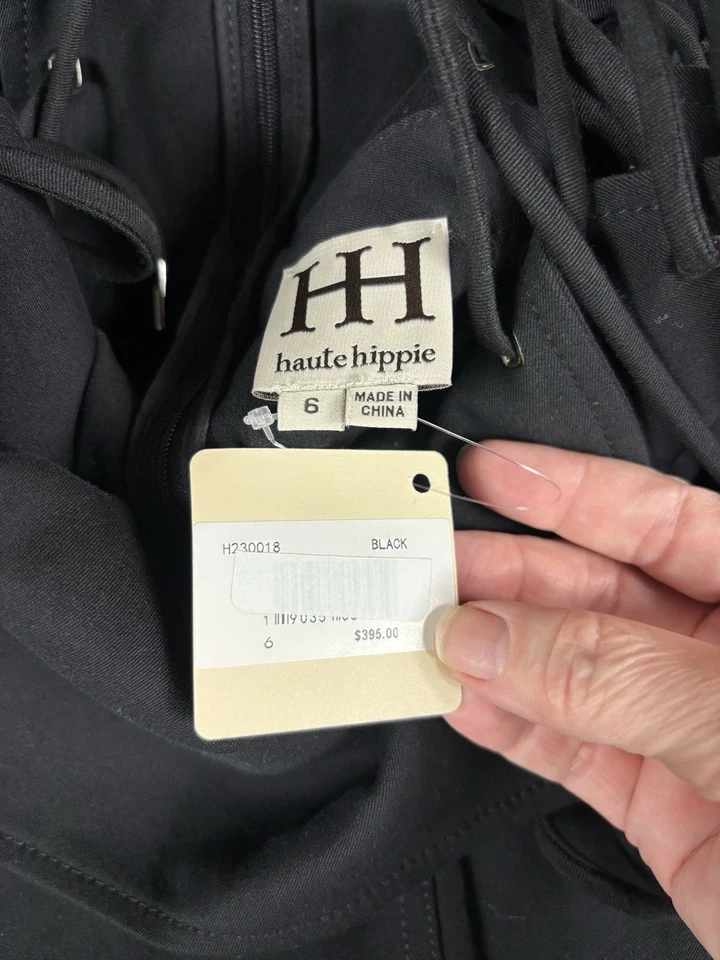 HH
haute hippie
6
MADE IN
CHINA
H230018 BLACK
6 $395.00